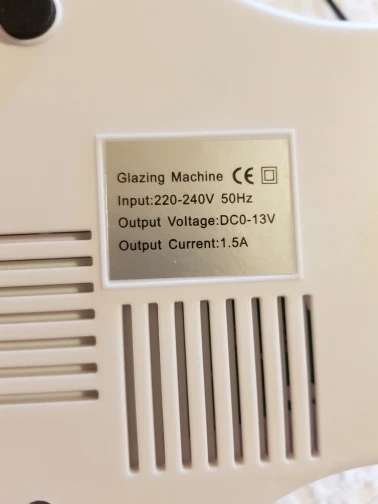 Glazing Machine CE
Input:220-240V 50Hz
Output Voltage:DC0-13V
Output Current:1.5A